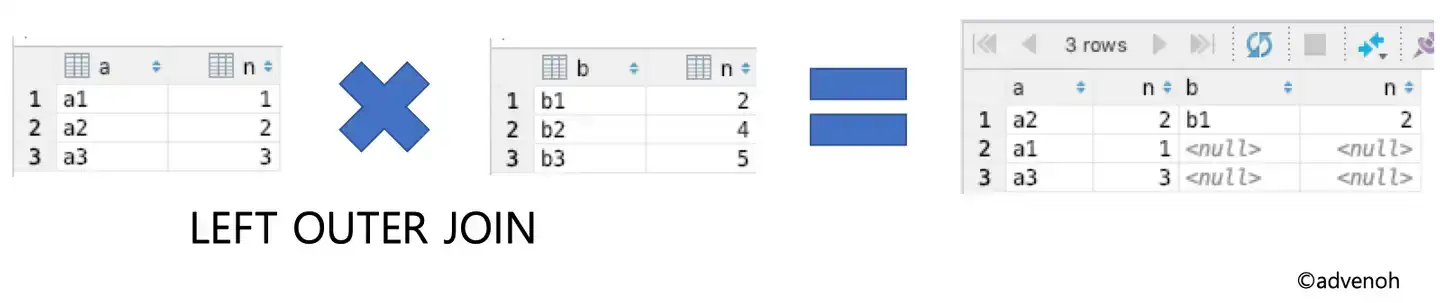 a n
1 a1 1
2 a2 2
3 a3 3
b n
1 b1 2
2 b2 4
3 b3 5
3 rows
a n b n
1 a2 2 b1 2
2 a1 1 <null> <null>
3 a3 3 <null> <null>
LEFT OUTER JOIN
©advenoh